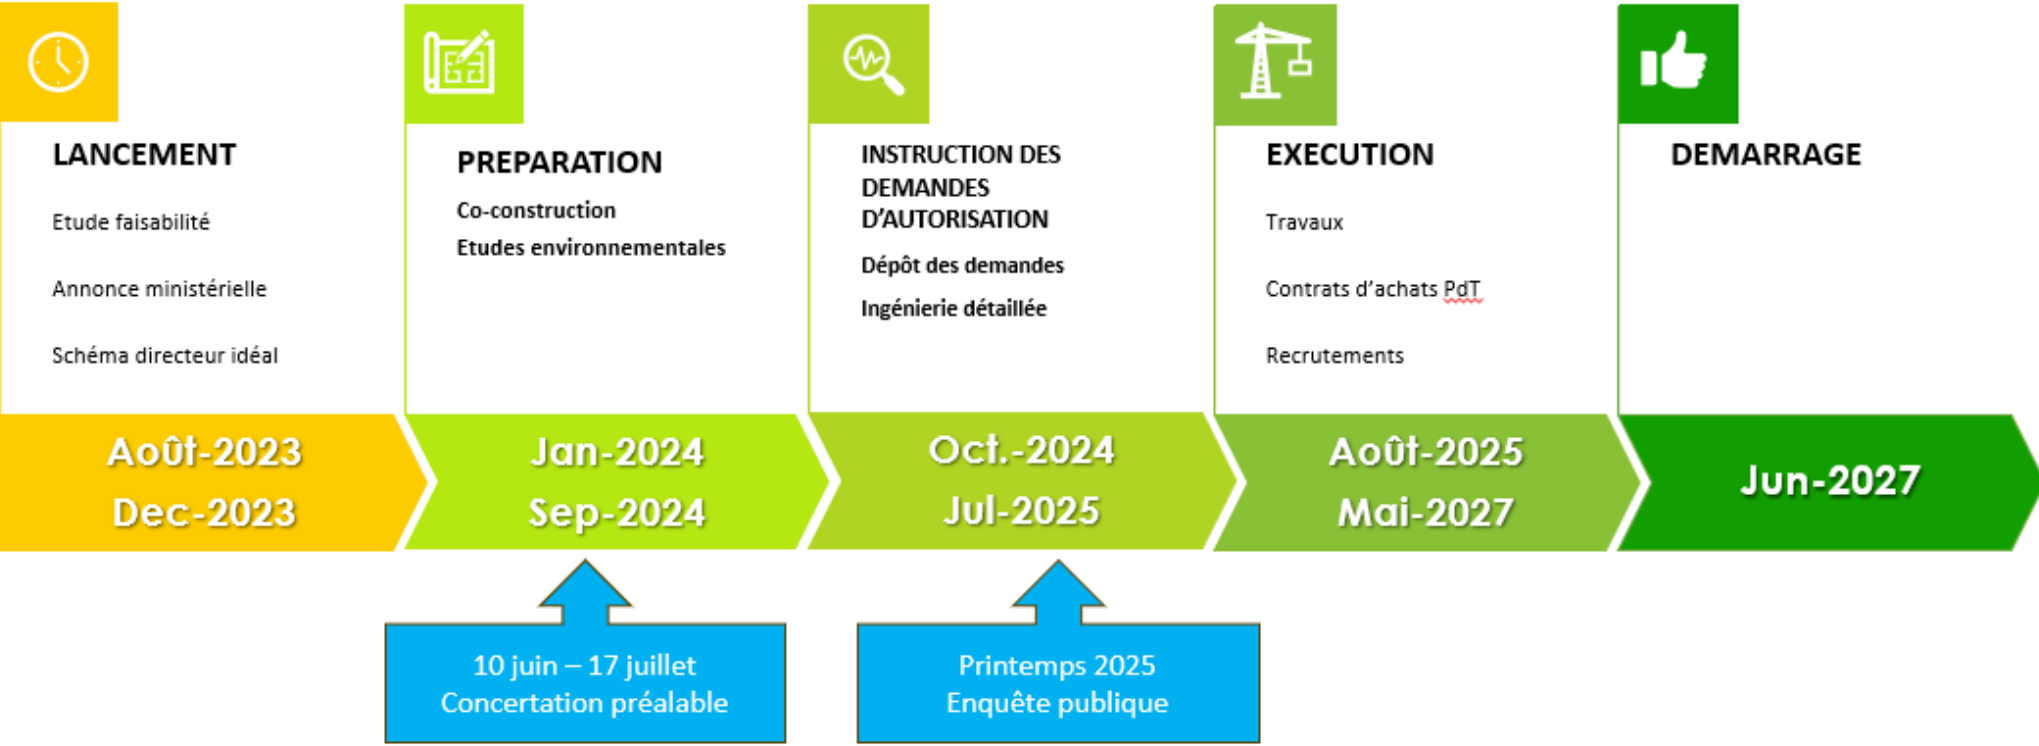 LANCEMENT
Etude faisabilité
Annonce ministérielle
Schéma directeur idéal
Août-2023
Dec-2023
PREPARATION
Co-construction
Etudes environnementales
Jan-2024
Sep-2024
10 juin – 17 juillet
Concertation préalable
INSTRUCTION DES
DEMANDES
D’AUTORISATION
Dépôt des demandes
Ingénierie détaillée
Oct.-2024
Jul-2025
Printemps 2025
Enquête publique
EXECUTION
Travaux
Contrats d’achats PdT
Recrutements
Août-2025
Mai-2027
DEMARRAGE
Jun-2027